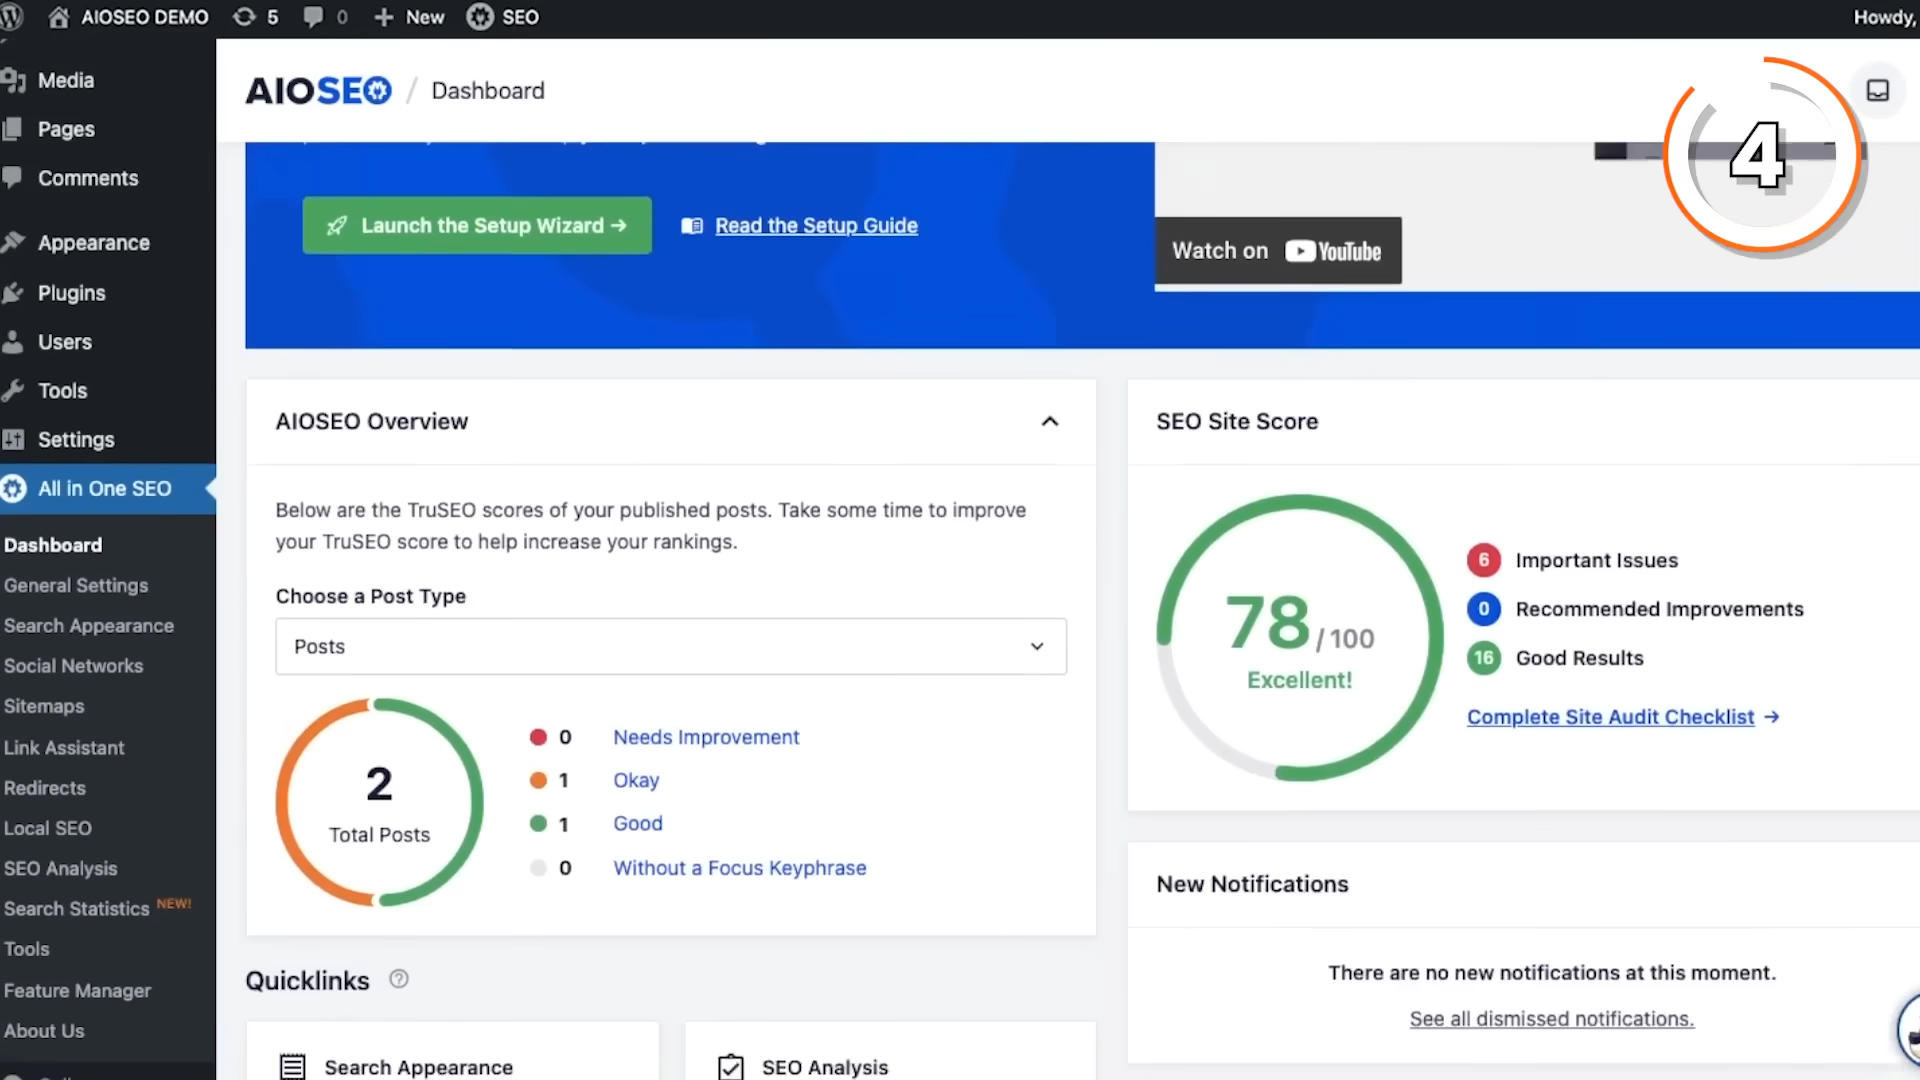 AIOSEO DEMO 5 0 New SEO Howdy,
Media
Pages
Comments
Appearance
Plugins
Users
Tools
Settings
All in One SEO
Dashboard
General Settings
Search Appearance
Social Networks
Sitemaps
Link Assistant
Redirects
Local SEO
SEO Analysis
Search Statistics NEW!
Tools
Feature Manager
About Us
AIOSEO / Dashboard
4
Launch the Setup Wizard →
Read the Setup Guide
Watch on YouTube
AIOSEO Overview
Below are the TruSEO scores of your published posts. Take some time to improve
your TruSEO score to help increase your rankings.
Choose a Post Type
Posts
2
Total Posts
0 Needs Improvement
1 Okay
1 Good
0 Without a Focus Keyphrase
SEO Site Score
78 / 100
Excellent!
6 Important Issues
0 Recommended Improvements
16 Good Results
Complete Site Audit Checklist →
New Notifications
There are no new notifications at this moment.
See all dismissed notifications.
Quicklinks
Search Appearance
SEO Analysis